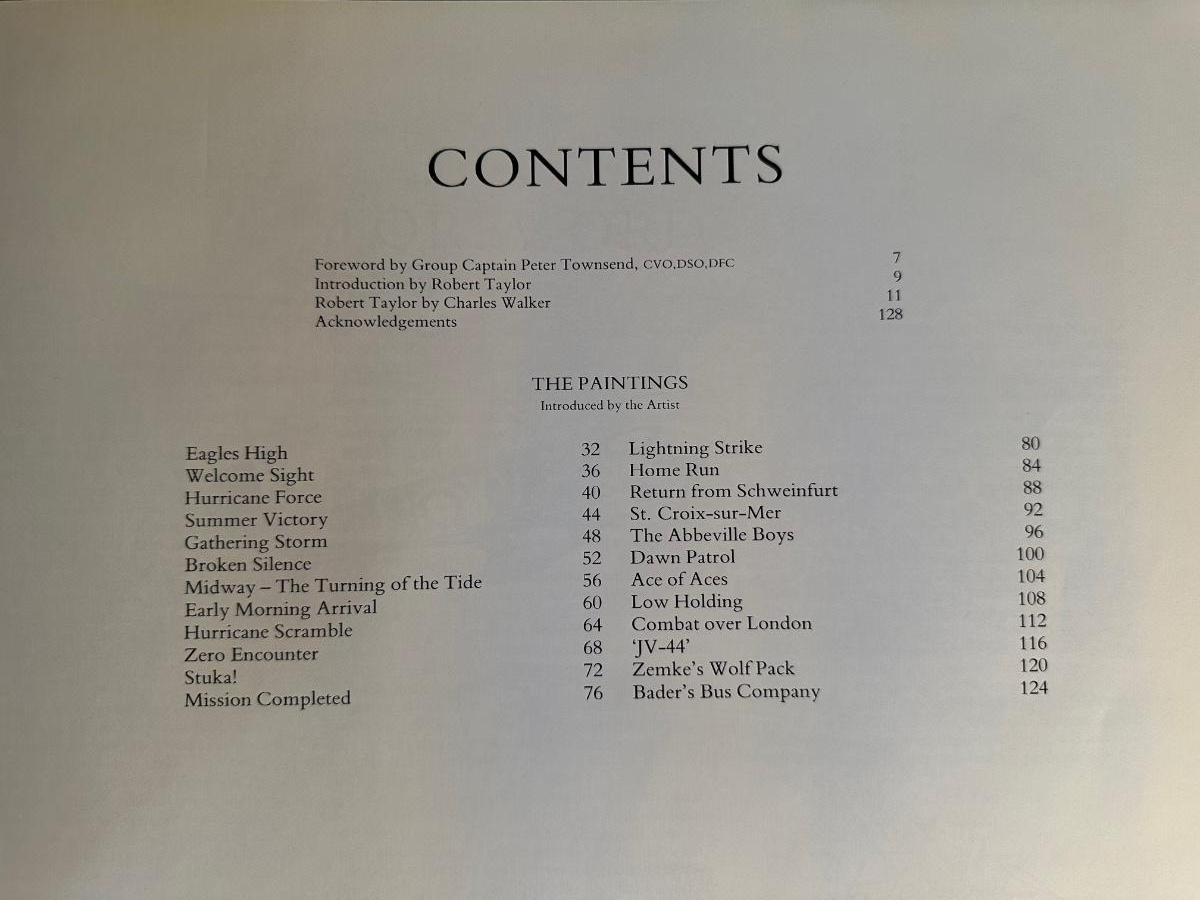 CONTENTS
Foreword by Group Captain Peter Townsend, CVO,DSO,DFC 7
Introduction by Robert Taylor 9
Robert Taylor by Charles Walker 11
Acknowledgements 128
THE PAINTINGS
Introduced by the Artist
Eagles High 32
Welcome Sight 36
Hurricane Force 40
Summer Victory 44
Gathering Storm 48
Broken Silence 52
Midway – The Turning of the Tide 56
Early Morning Arrival 60
Hurricane Scramble 64
Zero Encounter 68
Stuka! 72
Mission Completed 76
Lightning Strike 80
Home Run 84
Return from Schweinfurt 88
St. Croix-sur-Mer 92
The Abbeville Boys 96
Dawn Patrol 100
Ace of Aces 104
Low Holding 108
Combat over London 112
‘JV-44’ 116
Zemke’s Wolf Pack 120
Bader’s Bus Company 124